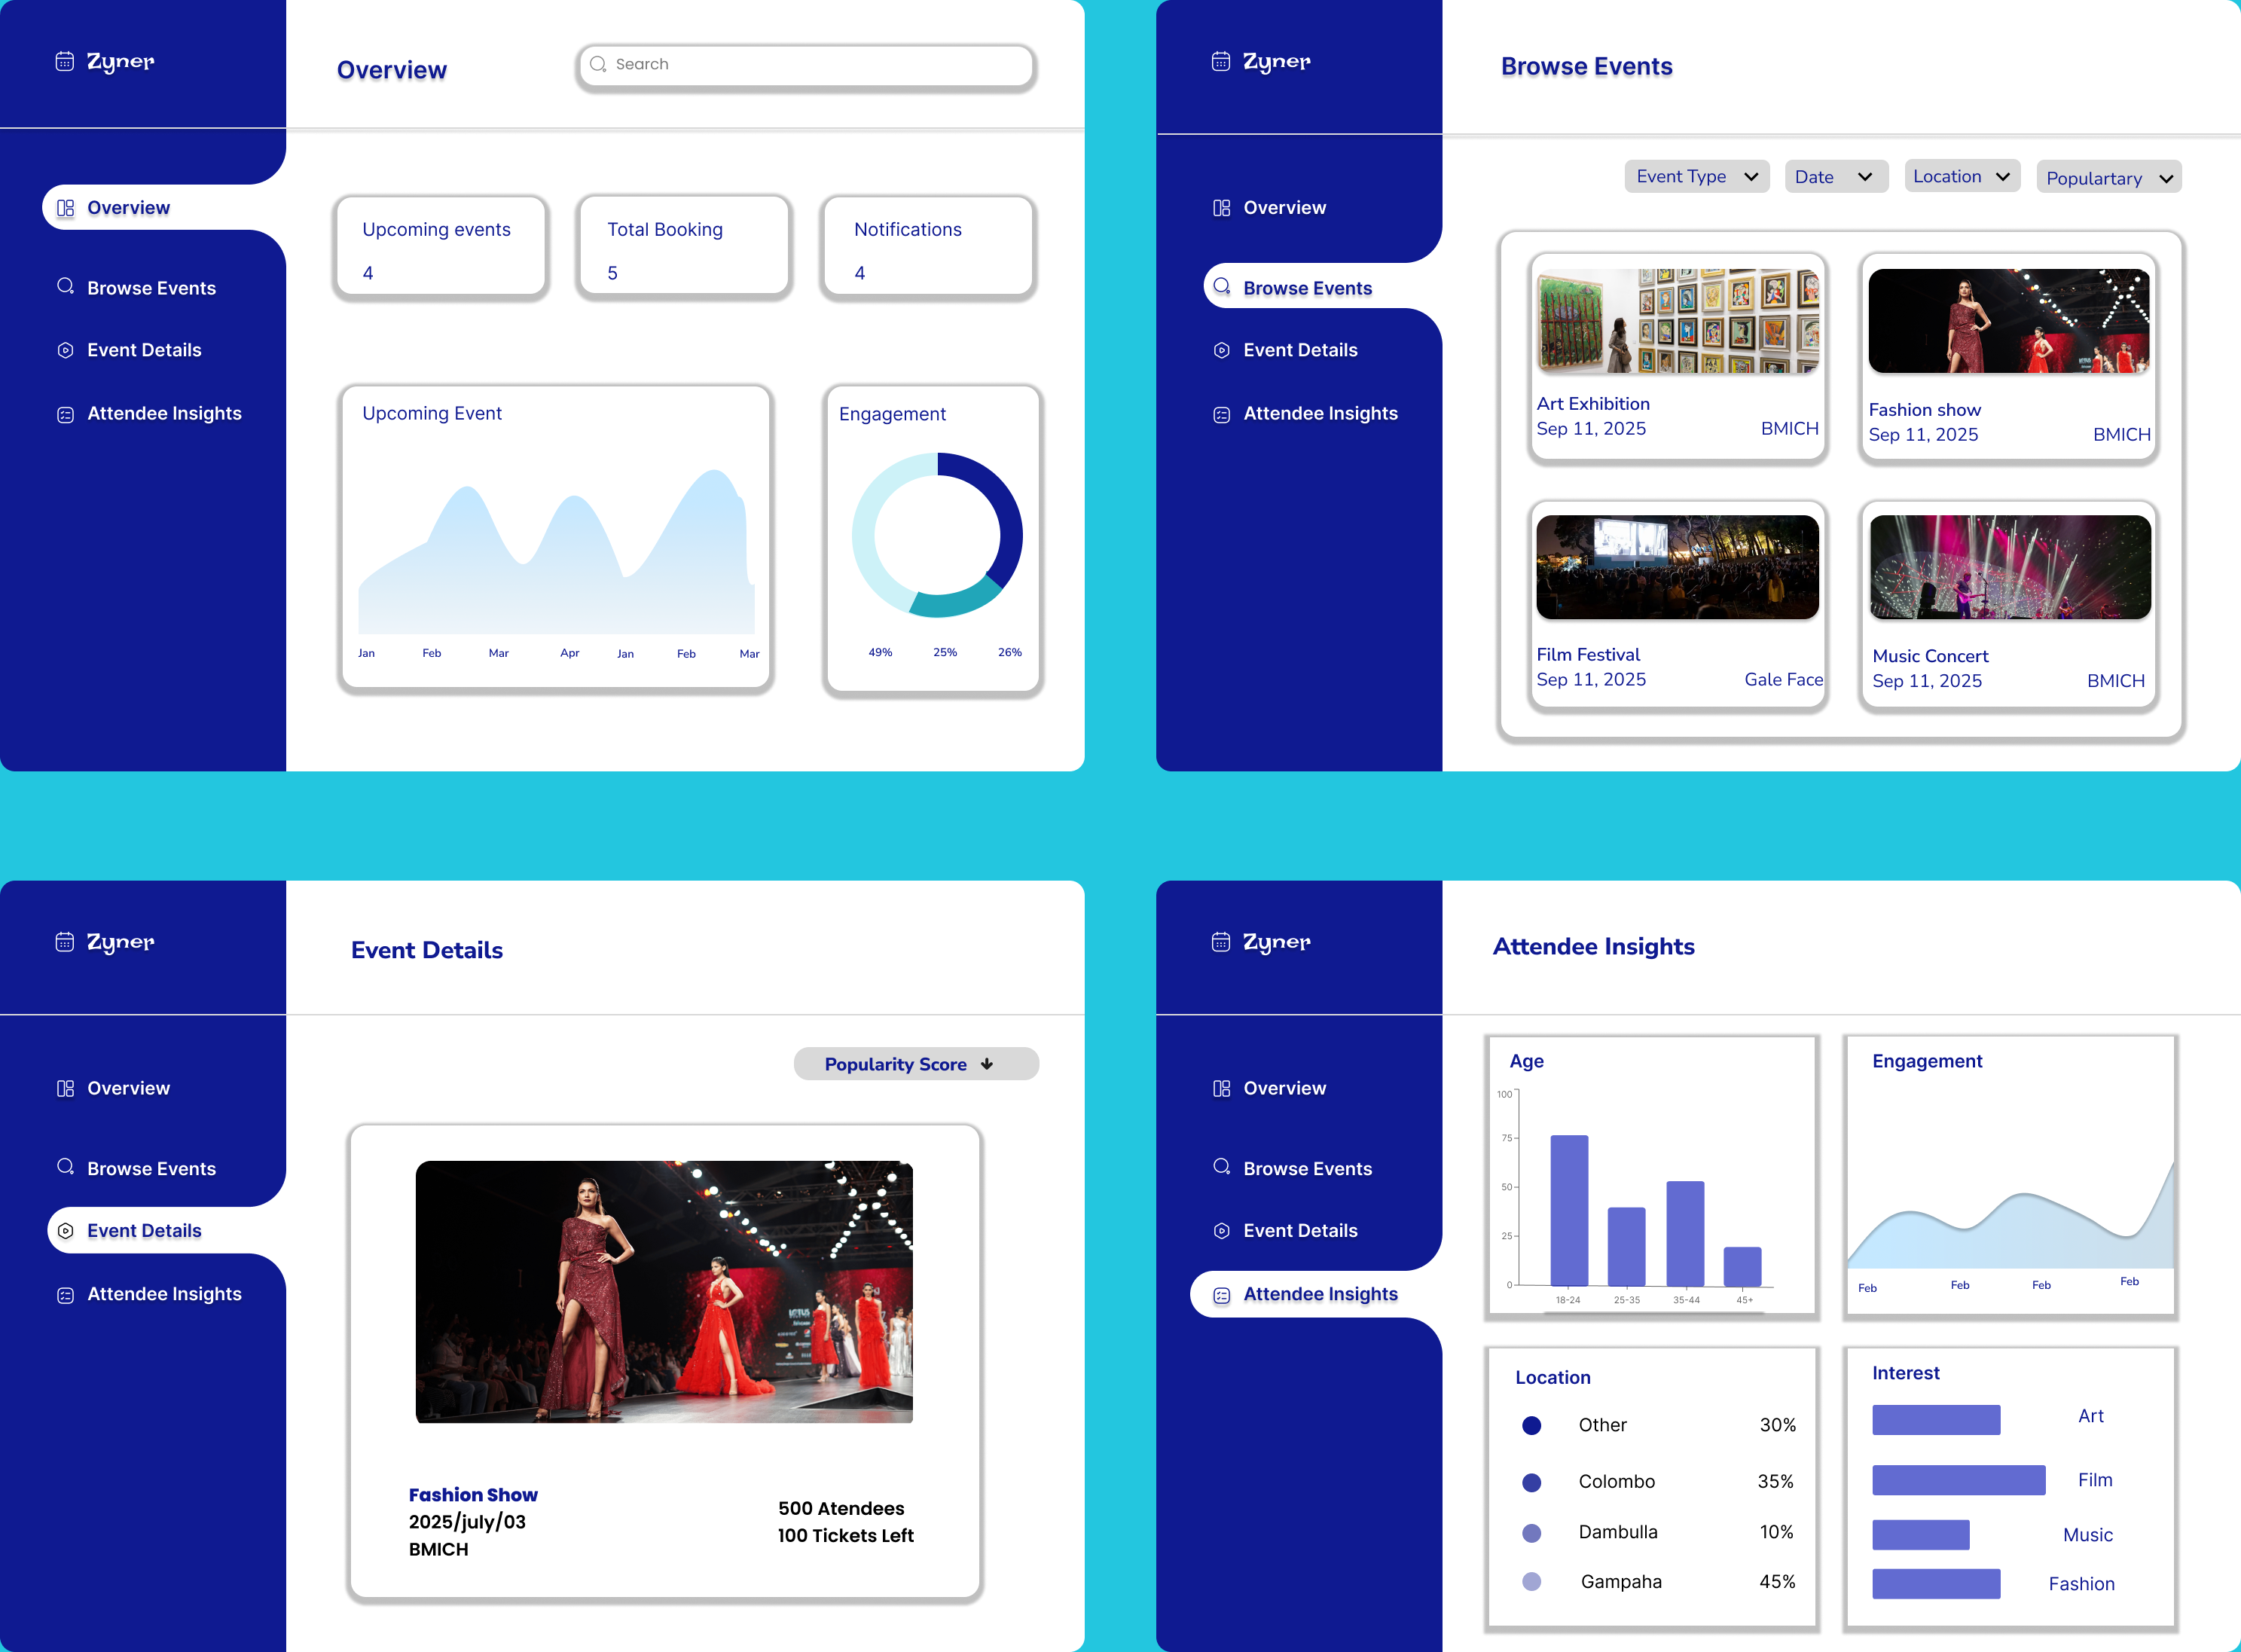 Zyner
Overview
Search
Overview
Browse Events
Event Details
Attendee Insights
Upcoming events
4
Total Booking
5
Notifications
4
Upcoming Event
Jan Feb Mar Apr Jan Feb Mar
Engagement
49% 25% 26%
Zyner
Browse Events
Overview
Browse Events
Event Details
Attendee Insights
Event Type
Date
Location
Populartary
Art Exhibition
Sep 11, 2025 BMICH
Fashion show
Sep 11, 2025 BMICH
Film Festival
Sep 11, 2025 Gale Face
Music Concert
Sep 11, 2025 BMICH
Zyner
Event Details
Overview
Browse Events
Event Details
Attendee Insights
Popularity Score
Fashion Show
2025/july/03
BMICH
500 Atendees
100 Tickets Left
Zyner
Attendee Insights
Overview
Browse Events
Event Details
Attendee Insights
Age
100
75
50
25
0
18-24 25-35 35-44 45+
Engagement
Feb Feb Feb Feb
Location
Other 30%
Colombo 35%
Dambulla 10%
Gampaha 45%
Interest
Art
Film
Music
Fashion